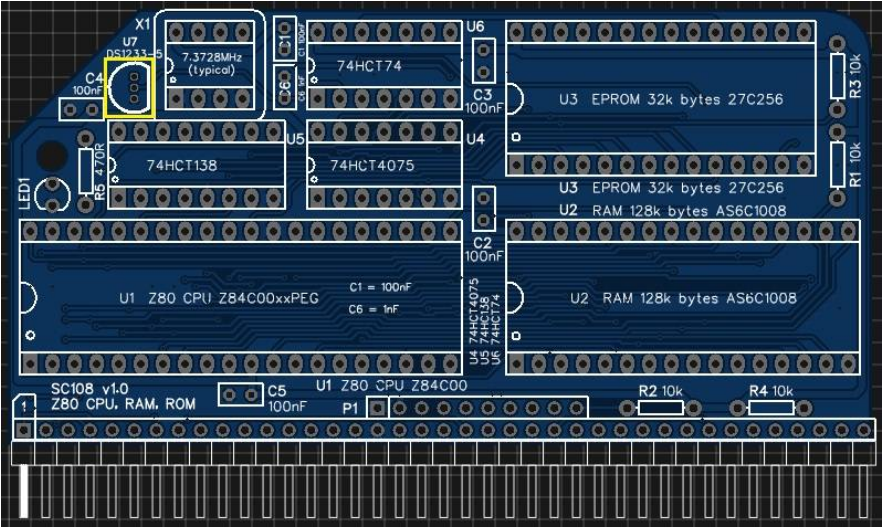 X1
U7
DS1233-5
7.3728MHz
(typical)
C4
100nF
C1
C1 100nF
C6
C6 1nF
74HCT74
U6
C3
100nF
U3 EPROM 32k bytes 27C256
R3 10k
R1 10k
LED1
R5 470R
74HCT138
U5
74HCT4075
U4
U3 EPROM 32k bytes 27C256
U2 RAM 128k bytes AS6C1008
C2
100nF
U1 Z80 CPU Z84C00xxPEG
C1 = 100nF
C6 = 1nF
U4 74HCT4075
U5 74HC138
U6 74HCT74
U2 RAM 128k bytes AS6C1008
SC108 v1.0
Z80 CPU, RAM, ROM
C5
100nF
U1 Z80 CPU Z84C00
P1
R2 10k
R4 10k
1